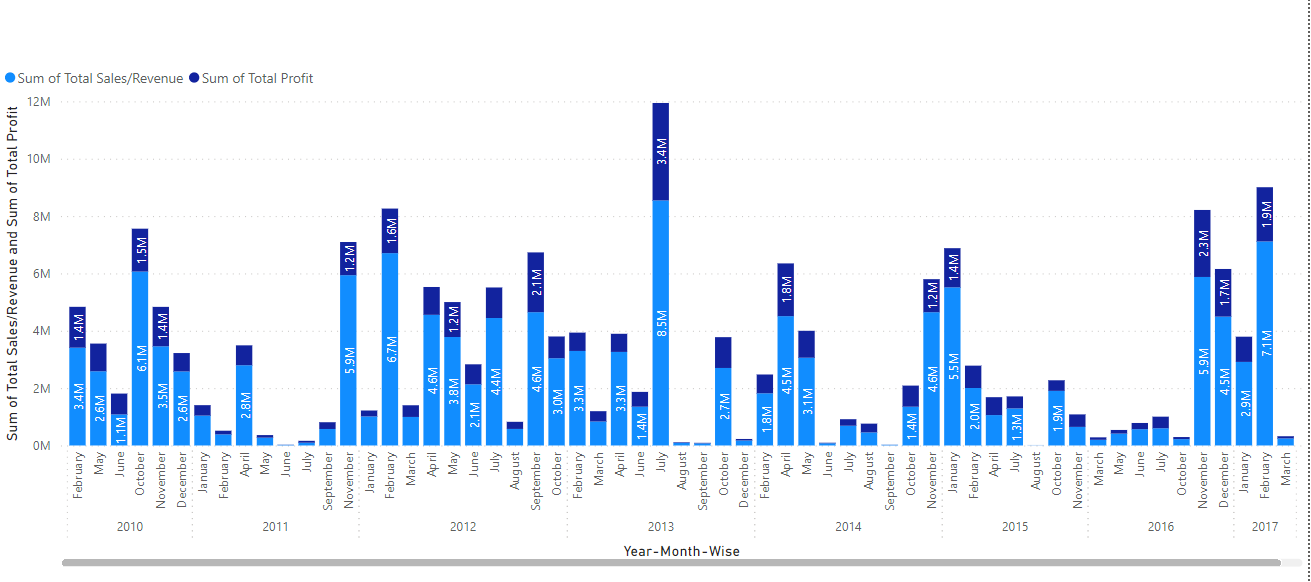 Sum of Total Sales/Revenue Sum of Total Profit
Sum of Total Sales/Revenue and Sum of Total Profit
12M
10M
8M
6M
4M
2M
0M
1.4M 1.5M 1.4M 1.2M 1.6M 1.2M 2.1M 3.4M 1.8M 1.2M 1.4M 2.3M 1.7M 1.9M
3.4M 2.6M 1.1M 6.1M 3.5M 2.6M 2.8M 5.9M 6.7M 4.6M 3.8M 2.1M 4.4M 4.6M 3.0M 3.3M 3.3M 1.4M 8.5M 2.7M 1.8M 4.5M 3.1M 1.4M 4.6M 5.5M 2.0M 1.3M 1.9M 5.9M 4.5M 2.9M 7.1M
February May June October November December January February April May June July September November January February March April May June July August September October February March April June July August September October December February April May June July August September October November January February April July August October November March May June July October November December January February March
2010 2011 2012 2013 2014 2015 2016 2017
Year-Month-Wise